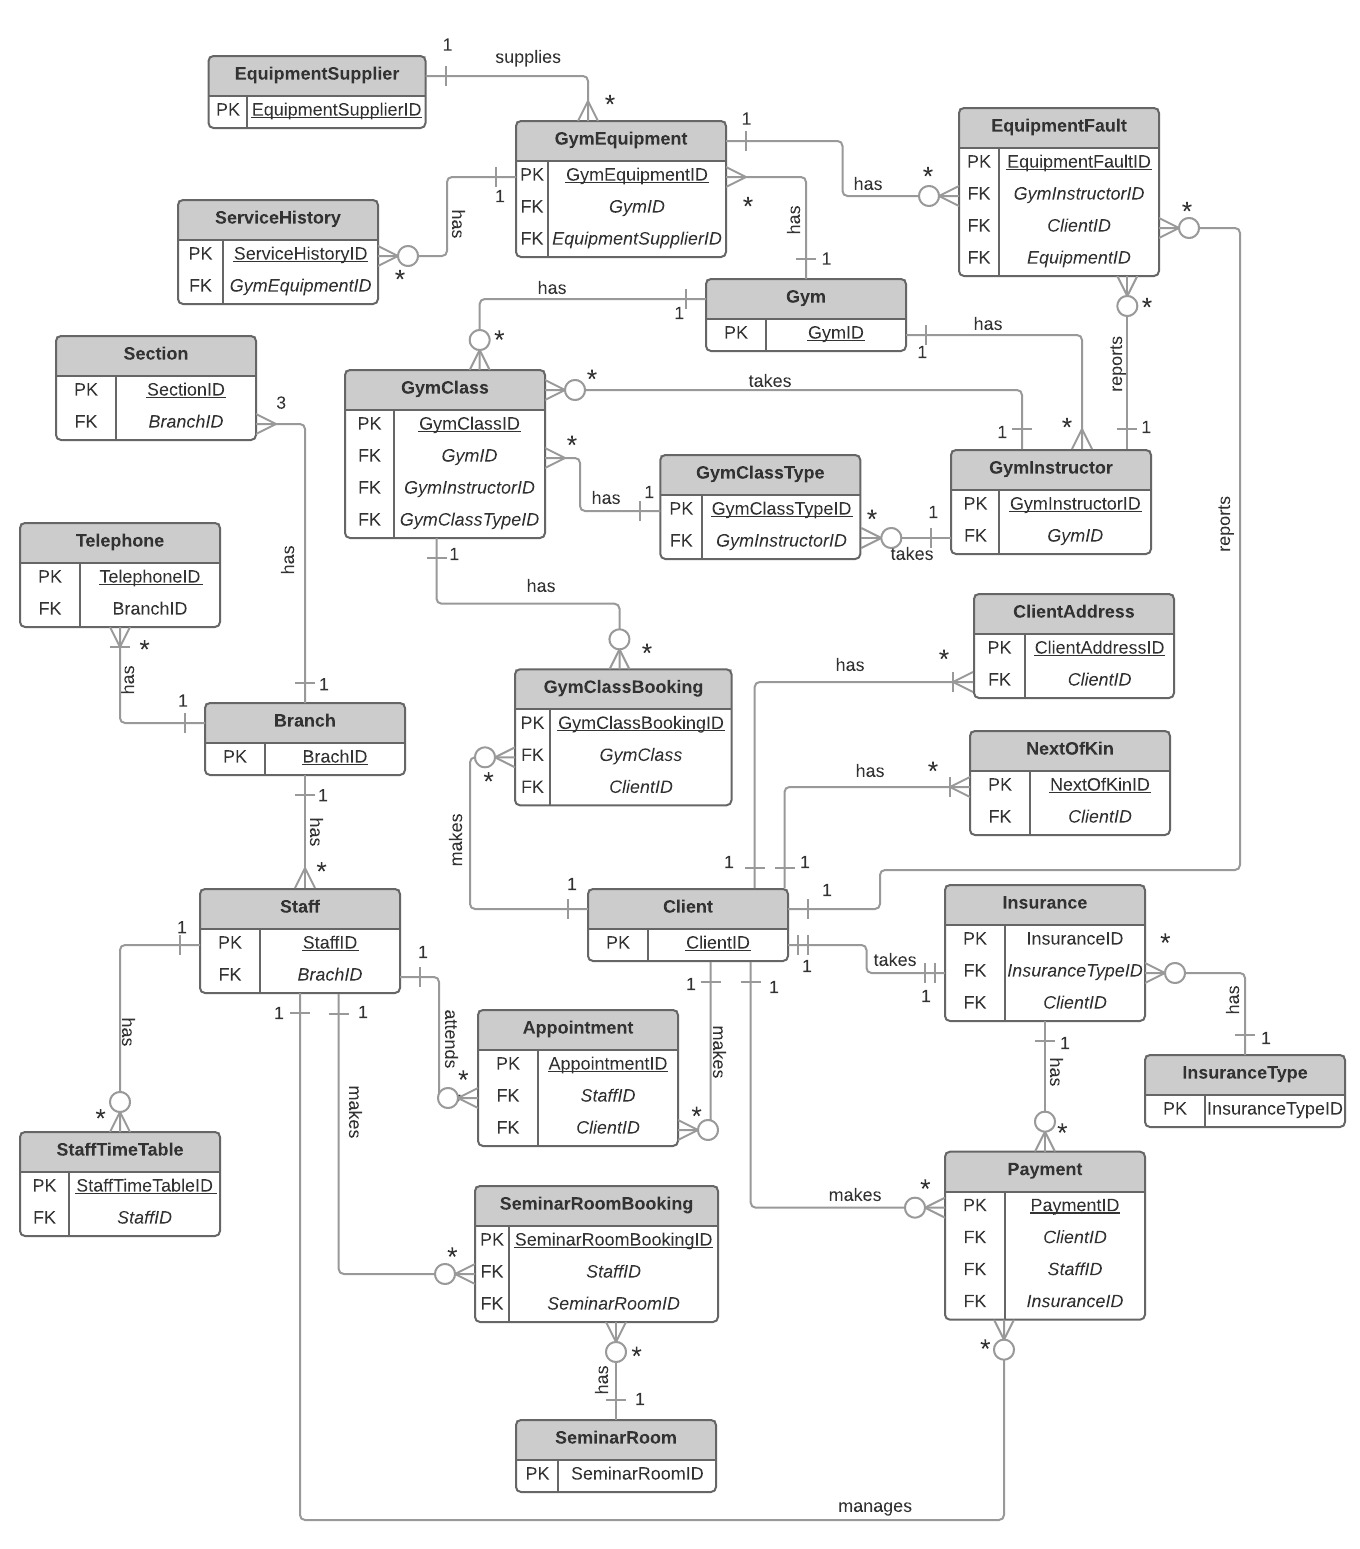 1
supplies
EquipmentSupplier
PK EquipmentSupplierID
*
GymEquipment
PK GymEquipmentID
FK GymID
FK EquipmentSupplierID
1
has
*
EquipmentFault
PK EquipmentFaultID
FK GymInstructorID
FK ClientID
FK EquipmentID
*
1
has
*
ServiceHistory
PK ServiceHistoryID
FK GymEquipmentID
*
has
1
Gym
PK GymID
has
1
*
has
1
*
*
reports
1
reports
Section
PK SectionID
FK BranchID
3
GymClass
PK GymClassID
FK GymID
FK GymInstructorID
FK GymClassTypeID
*
takes
1
*
has
1
GymClassType
PK GymClassTypeID
FK GymInstructorID
*
takes
1
GymInstructor
PK GymInstructorID
FK GymID
Telephone
PK TelephoneID
FK BranchID
*
has
1
has
1
1
has
*
Branch
PK BrachID
GymClassBooking
PK GymClassBookingID
FK GymClass
FK ClientID
*
makes
1
ClientAddress
PK ClientAddressID
FK ClientID
has
*
NextOfKin
PK NextOfKinID
FK ClientID
has
*
1
1
1
1
has
*
Staff
PK StaffID
FK BrachID
Client
PK ClientID
1
takes
1
Insurance
PK InsuranceID
FK InsuranceTypeID
FK ClientID
*
has
1
InsuranceType
PK InsuranceTypeID
1
has
*
1
attends
*
1
1
makes
Appointment
PK AppointmentID
FK StaffID
FK ClientID
1
makes
*
1
makes
*
1
has
*
StaffTimeTable
PK StaffTimeTableID
FK StaffID
Payment
PK PaymentID
FK ClientID
FK StaffID
FK InsuranceID
*
SeminarRoomBooking
PK SeminarRoomBookingID
FK StaffID
FK SeminarRoomID
*
*
has
1
SeminarRoom
PK SeminarRoomID
manages